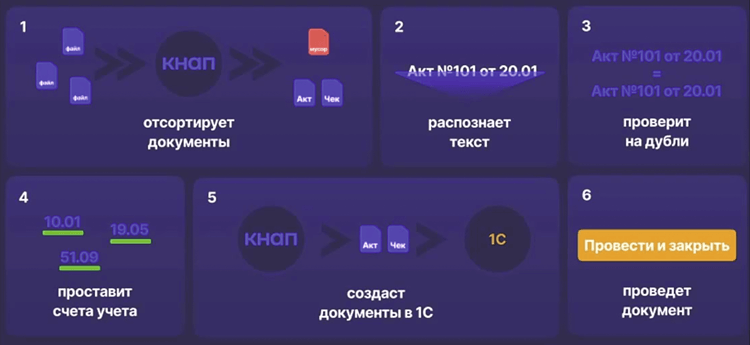 1
файл
файл
файл
КНАП
мусор
Акт
Чек
отсортирует
документы
2
Акт №101 от 20.01
распознает
текст
3
Акт №101 от 20.01
=
Акт №101 от 20.01
проверит
на дубли
4
10.01
19.05
51.09
проставит
счета учета
5
КНАП
Акт
Чек
1С
создаст
документы в 1С
6
Провести и закрыть
проведет
документ